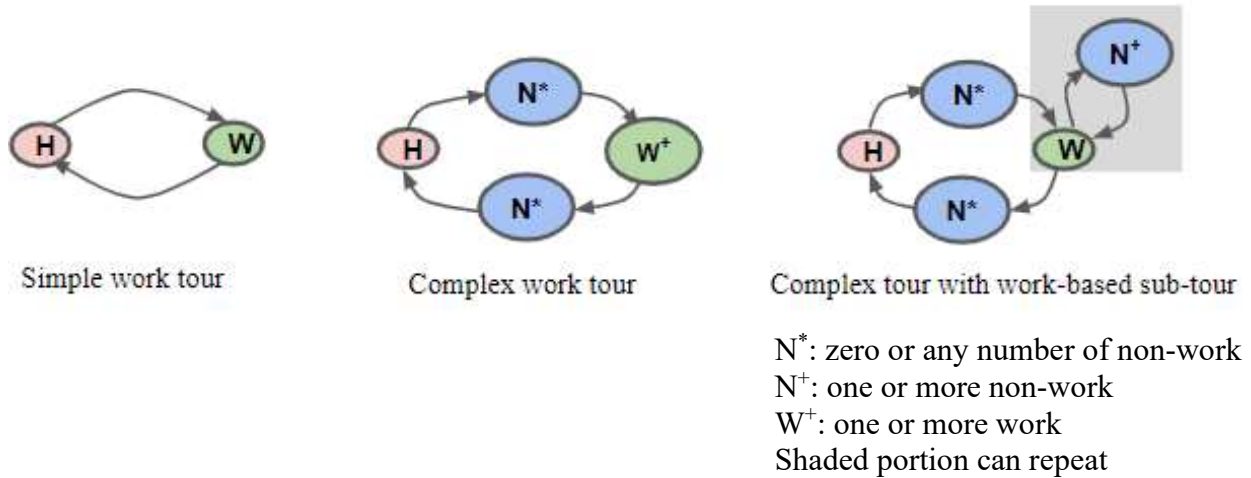 H
W
Simple work tour
N*
H
W+
N*
Complex work tour
N+
N*
H
W
N*
Complex tour with work-based sub-tour
N*: zero or any number of non-work
N+: one or more non-work
W+: one or more work
Shaded portion can repeat